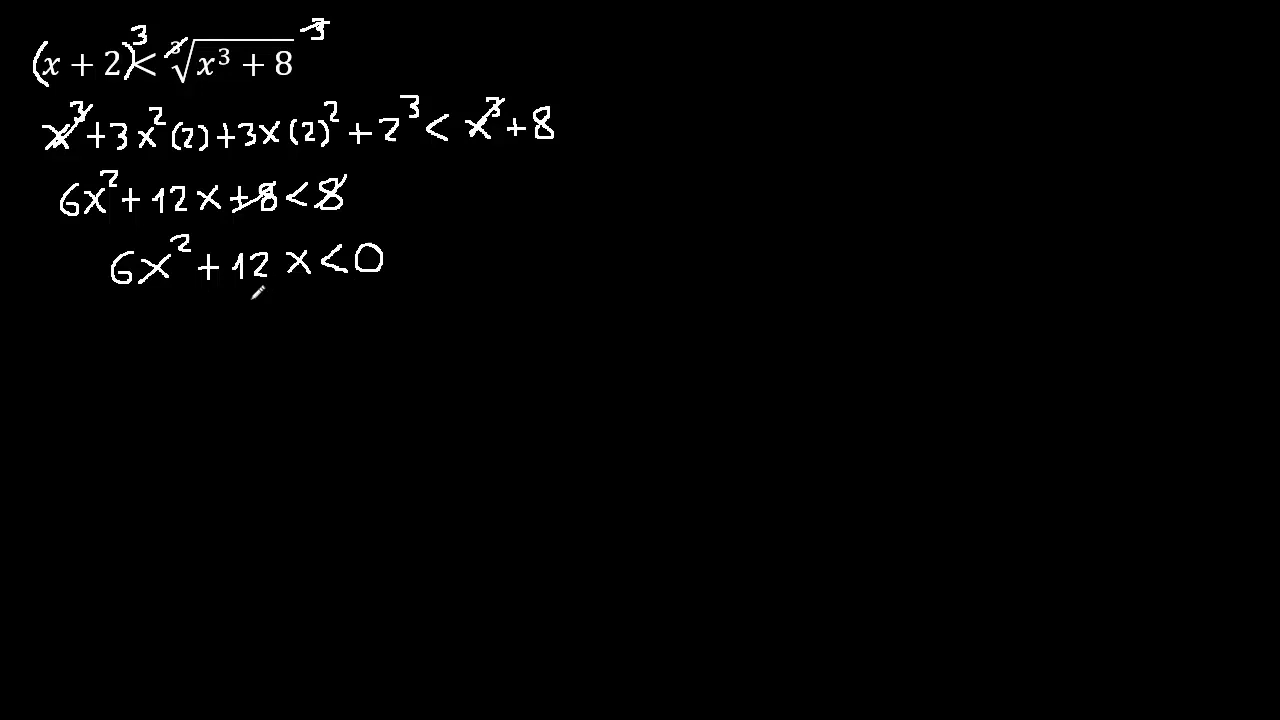 (x + 2)³ < ∛(x³ + 8)³
x³ + 3x²(2) + 3x(2)² + 2³ < x³ + 8
6x² + 12x + 8 < 8
6x² + 12x < 0